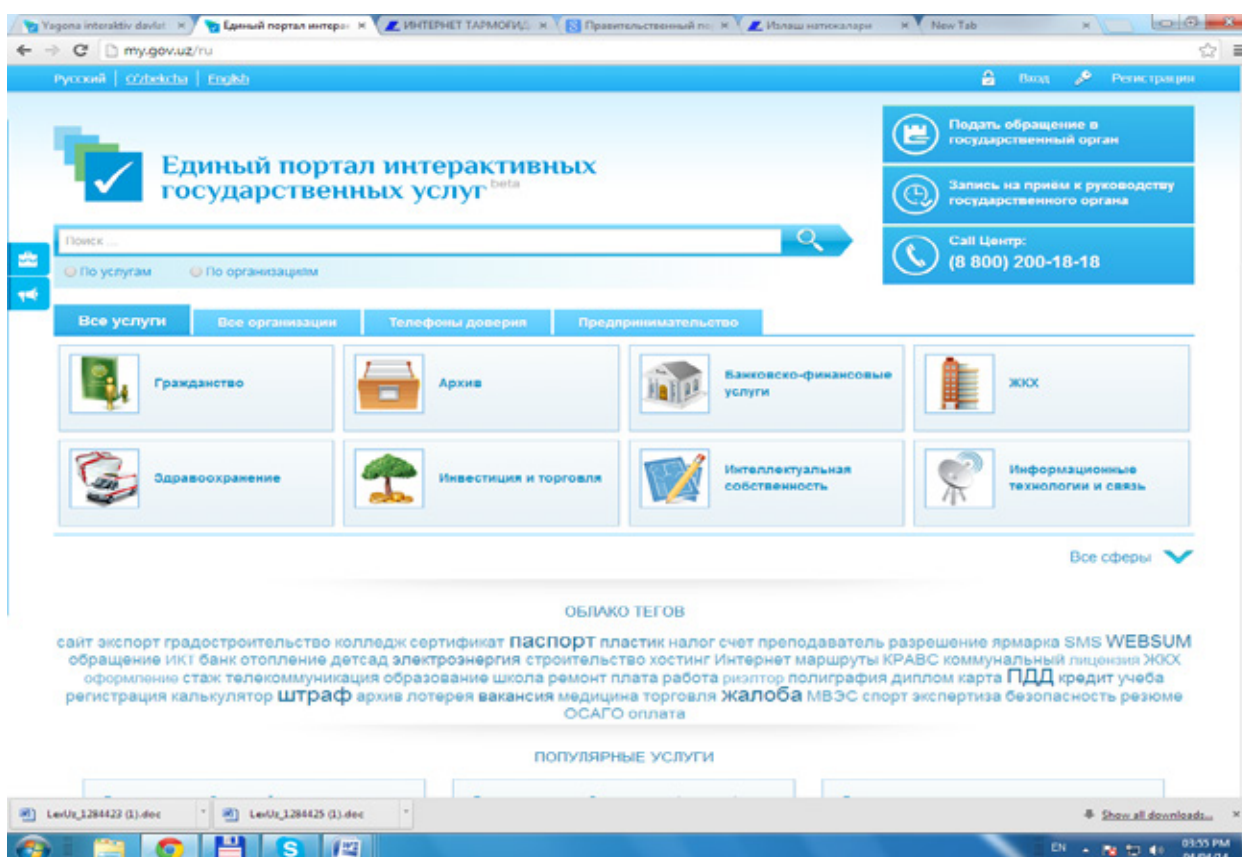 Yagona interaktiv davlat
Единый портал интерак
ИНТЕРНЕТ ТАРМОҒИД
Правительственный по
Излаш натижалари
New Tab
my.gov.uz/ru
Русский | O'zbekcha | English
Вход
Регистрация
Единый портал интерактивных
государственных услуг beta
Подать обращение в
государственный орган
Запись на приём к руководству
государственного органа
Call Центр:
(8 800) 200-18-18
Поиск ...
По услугам По организациям
Все услуги Все организации Телефоны доверия Предпринимательство
Гражданство
Архив
Банковско-финансовые
услуги
ЖКХ
Здравоохранение
Инвестиция и торговля
Интеллектуальная
собственность
Информационные
технологии и связь
Все сферы
ОБЛАКО ТЕГОВ
сайт экспорт градостроительство колледж сертификат паспорт пластик налог счет преподаватель разрешение ярмарка SMS WEBSUM
обращение ИКТ банк отопление детсад электроэнергия строительство хостинг Интернет маршруты КРАВС коммунальный лицензия ЖКХ
оформление стаж телекоммуникация образование школа ремонт плата работа риэлтор полиграфия диплом карта ПДД кредит учеба
регистрация калькулятор штраф архив лотерея вакансия медицина торговля жалоба МВЭС спорт экспертиза безопасность резюме
ОСАГО оплата
ПОПУЛЯРНЫЕ УСЛУГИ
LexUz_1284423 (1).doc
LexUz_1284425 (1).doc
Show all downloads...
EN
03:55 PM